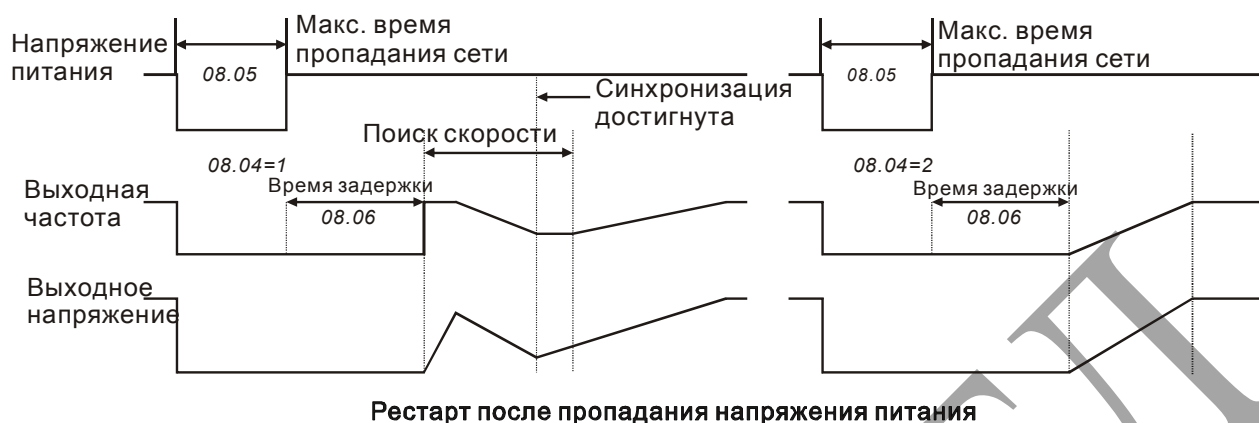 Напряжение
питания
08.05
Макс. время
пропадания сети
Синхронизация
достигнута
Поиск скорости
08.04=1
Время задержки
08.06
Выходная
частота
Выходное
напряжение
08.05
Макс. время
пропадания сети
08.04=2
Время задержки
08.06
Рестарт после пропадания напряжения питания